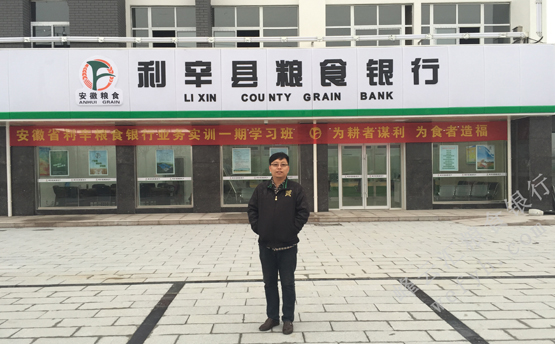 利辛县粮食银行
安徽粮食
ANHUI GRAIN
LI XIN COUNTY GRAIN BANK
安徽省利辛粮食银行业务实训一期学习班 为耕者谋利 为食者造福